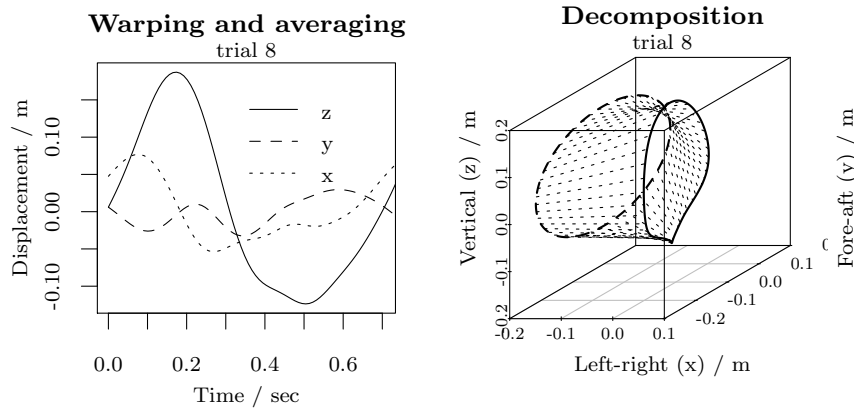 Warping and averaging
trial 8
Displacement / m
0.10
0.00
-0.10
z
y
x
0.0
0.2
0.4
0.6
Time / sec
Decomposition
trial 8
Vertical (z) / m
0.2
0.1
0.0
-0.1
-0.2
-0.2
-0.1
0.0
0.1
Left-right (x) / m
-0.2
-0.1
0.0
0.1
Fore-aft (y) / m